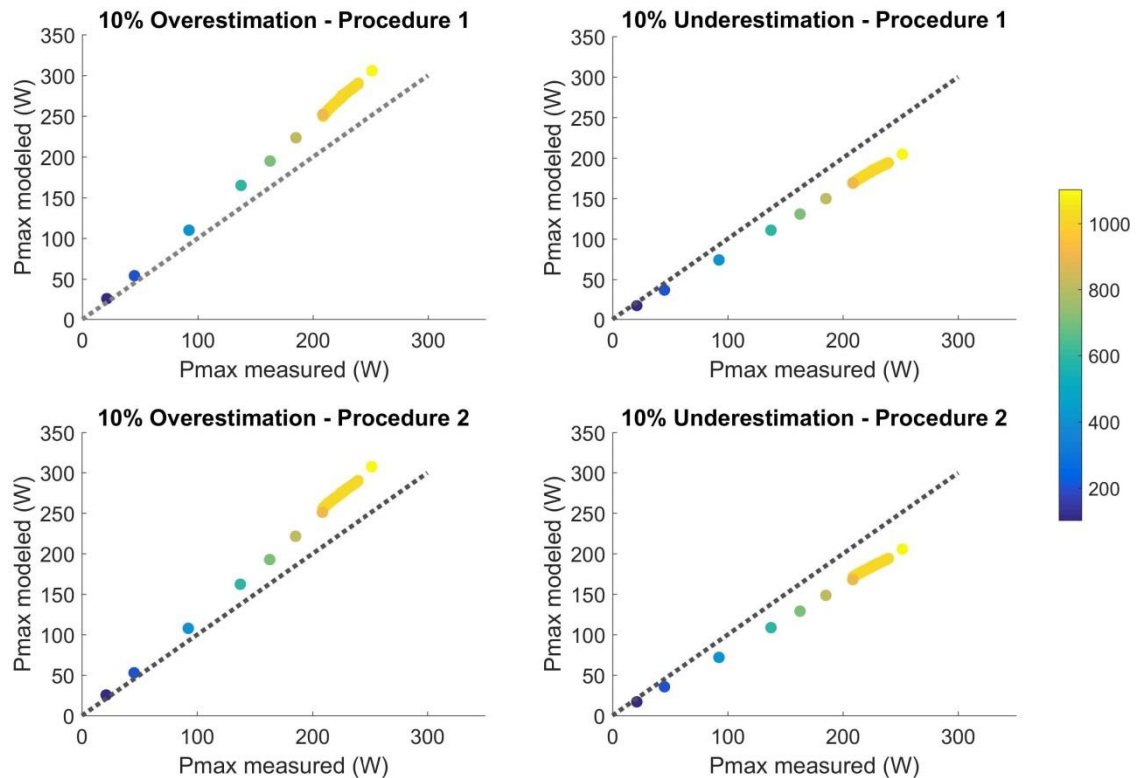 10% Overestimation - Procedure 1
350
300
250
200
150
100
50
0
Pmax modeled (W)
0 100 200 300
Pmax measured (W)
10% Underestimation - Procedure 1
350
300
250
200
150
100
50
0
Pmax modeled (W)
0 100 200 300
Pmax measured (W)
1000
800
600
400
200
10% Overestimation - Procedure 2
350
300
250
200
150
100
50
0
Pmax modeled (W)
0 100 200 300
Pmax measured (W)
10% Underestimation - Procedure 2
350
300
250
200
150
100
50
0
Pmax modeled (W)
0 100 200 300
Pmax measured (W)